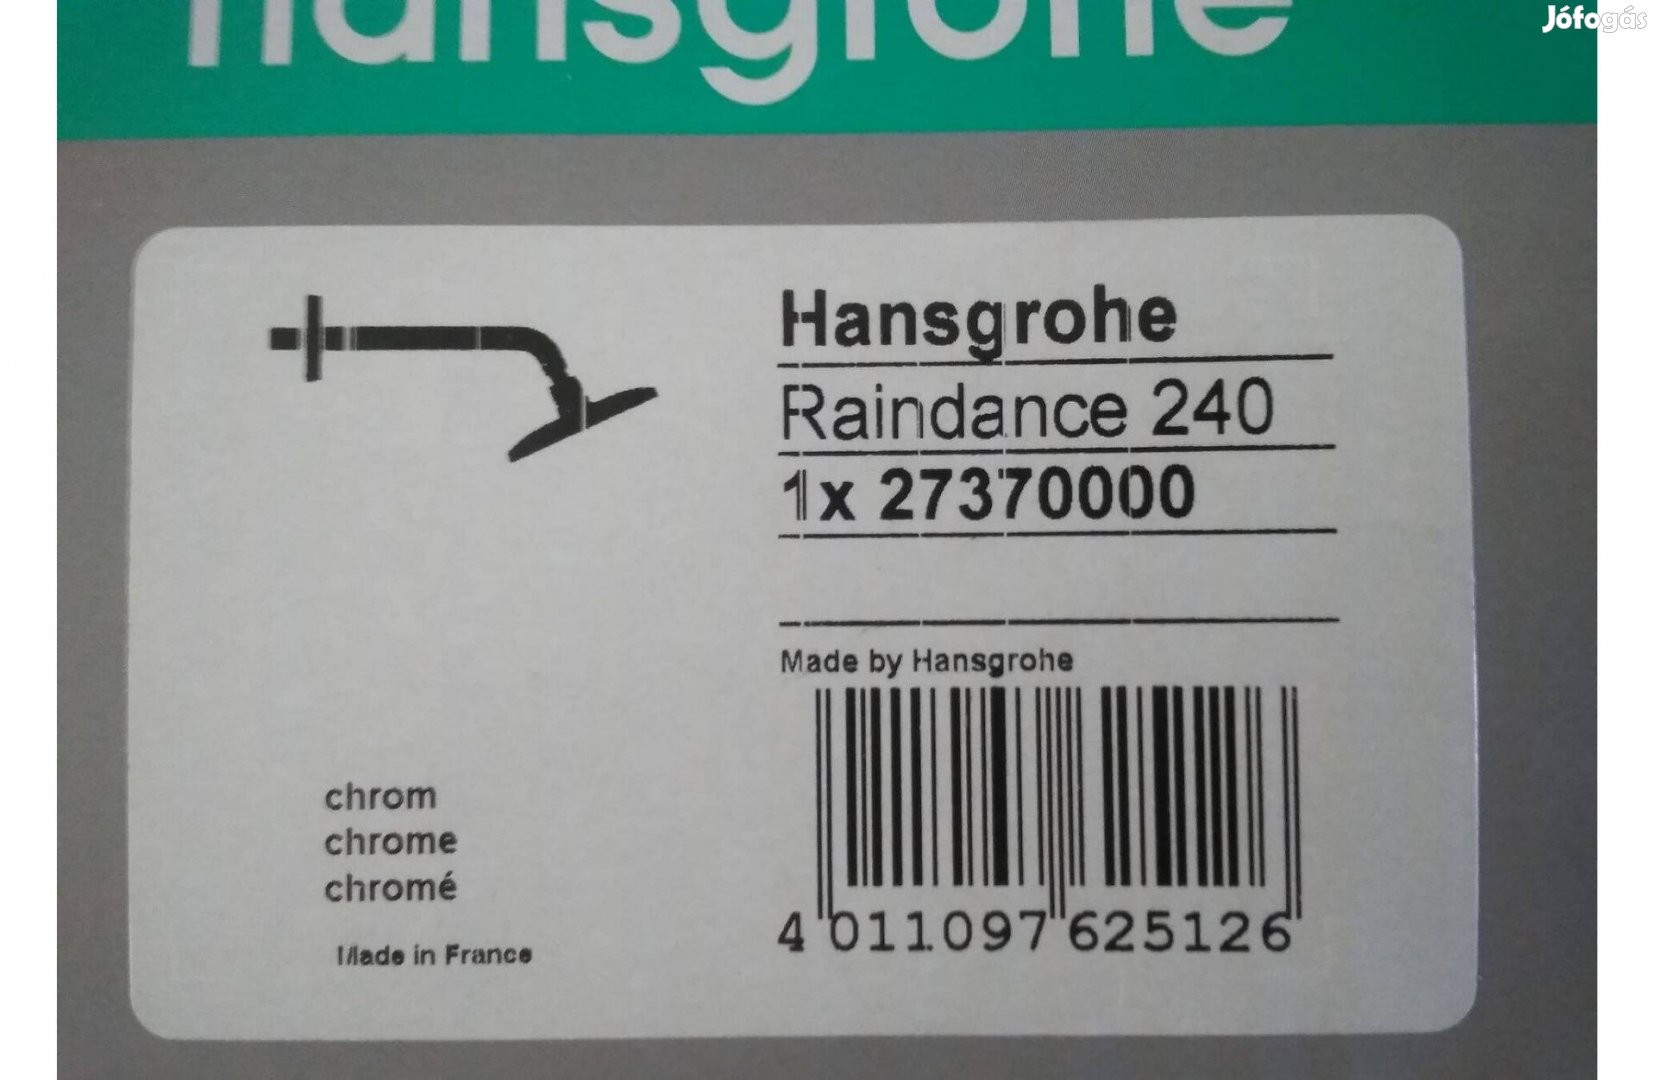 hansgrohe
Jófogás
Hansgrohe
Raindance 240
1x 27370000
Made by Hansgrohe
chrom
chrome
chromé
Made in France
4 011097 625126